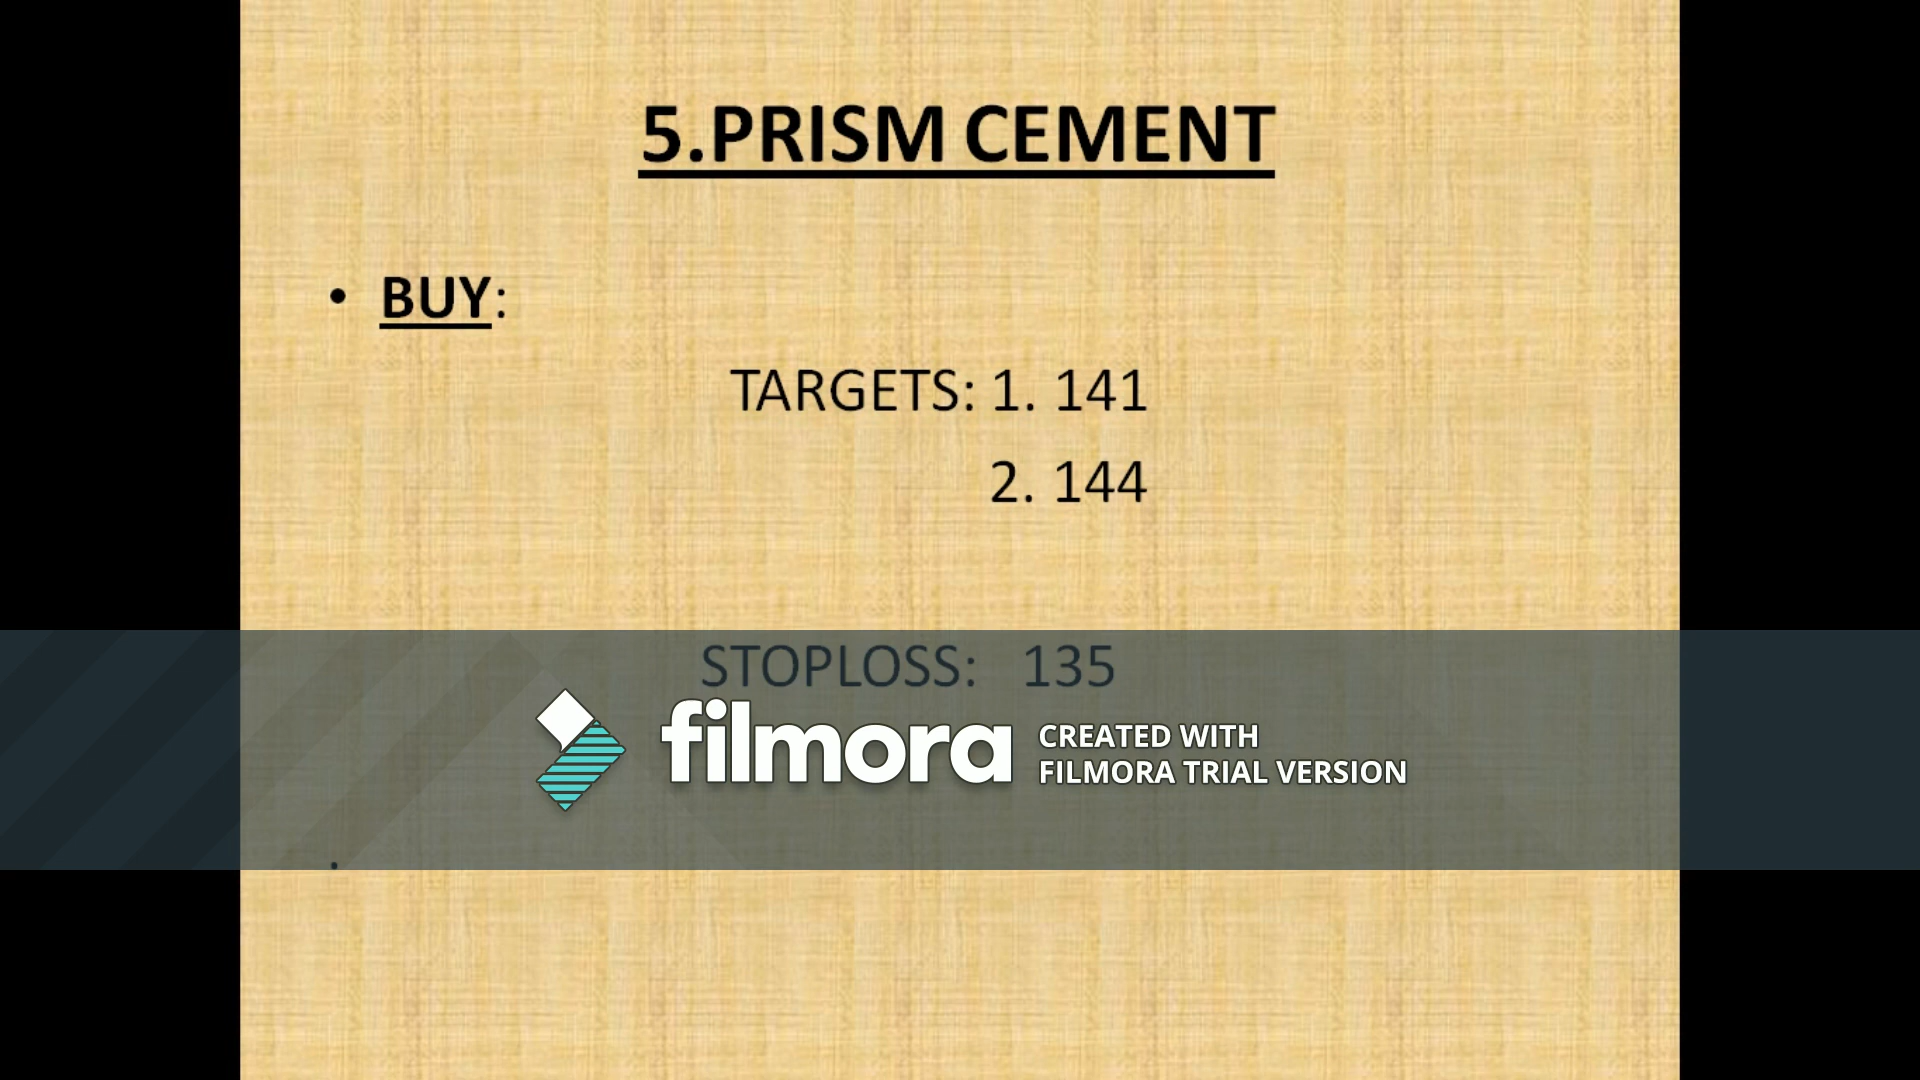 5.PRISM CEMENT
• BUY:
TARGETS: 1. 141
2. 144
STOPLOSS: 135
filmora
CREATED WITH
FILMORA TRIAL VERSION
.